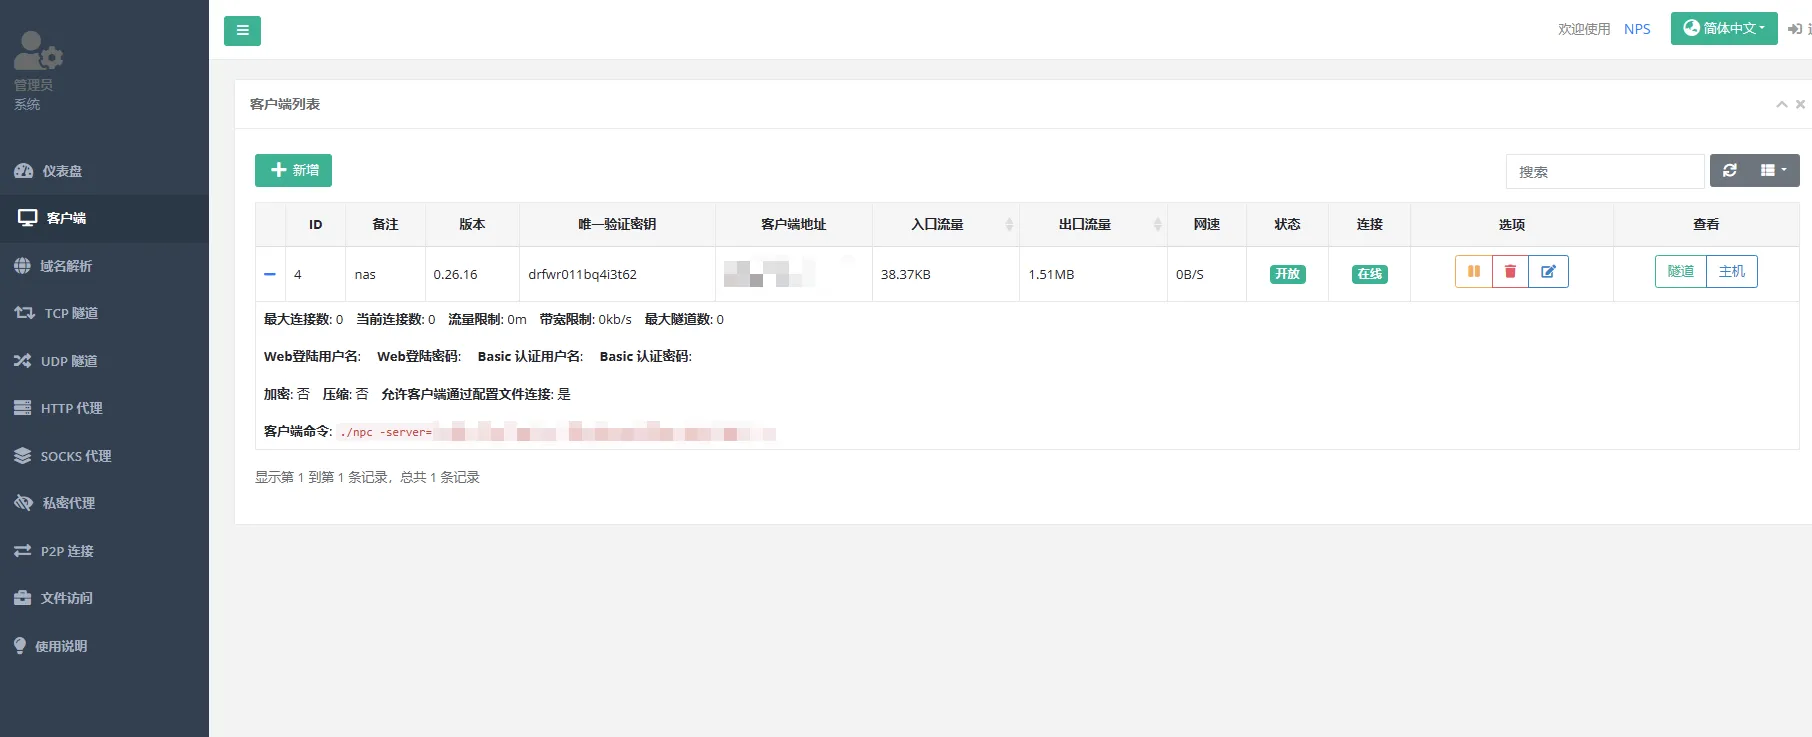 管理员
系统
仪表盘
客户端
域名解析
TCP 隧道
UDP 隧道
HTTP 代理
SOCKS 代理
私密代理
P2P 连接
文件访问
使用说明
欢迎使用 NPS 简体中文
客户端列表
新增
搜索
ID 备注 版本 唯一验证密钥 客户端地址 入口流量 出口流量 网速 状态 连接 选项 查看
4 nas 0.26.16 drfwr011bq4i3t62 38.37KB 1.51MB 0B/S 开放 在线 隧道 主机
最大连接数: 0 当前连接数: 0 流量限制: 0m 带宽限制: 0kb/s 最大隧道数: 0
Web登陆用户名: Web登陆密码: Basic 认证用户名: Basic 认证密码:
加密: 否 压缩: 否 允许客户端通过配置文件连接: 是
客户端命令: ./npc -server=
显示第 1 到第 1 条记录，总共 1 条记录